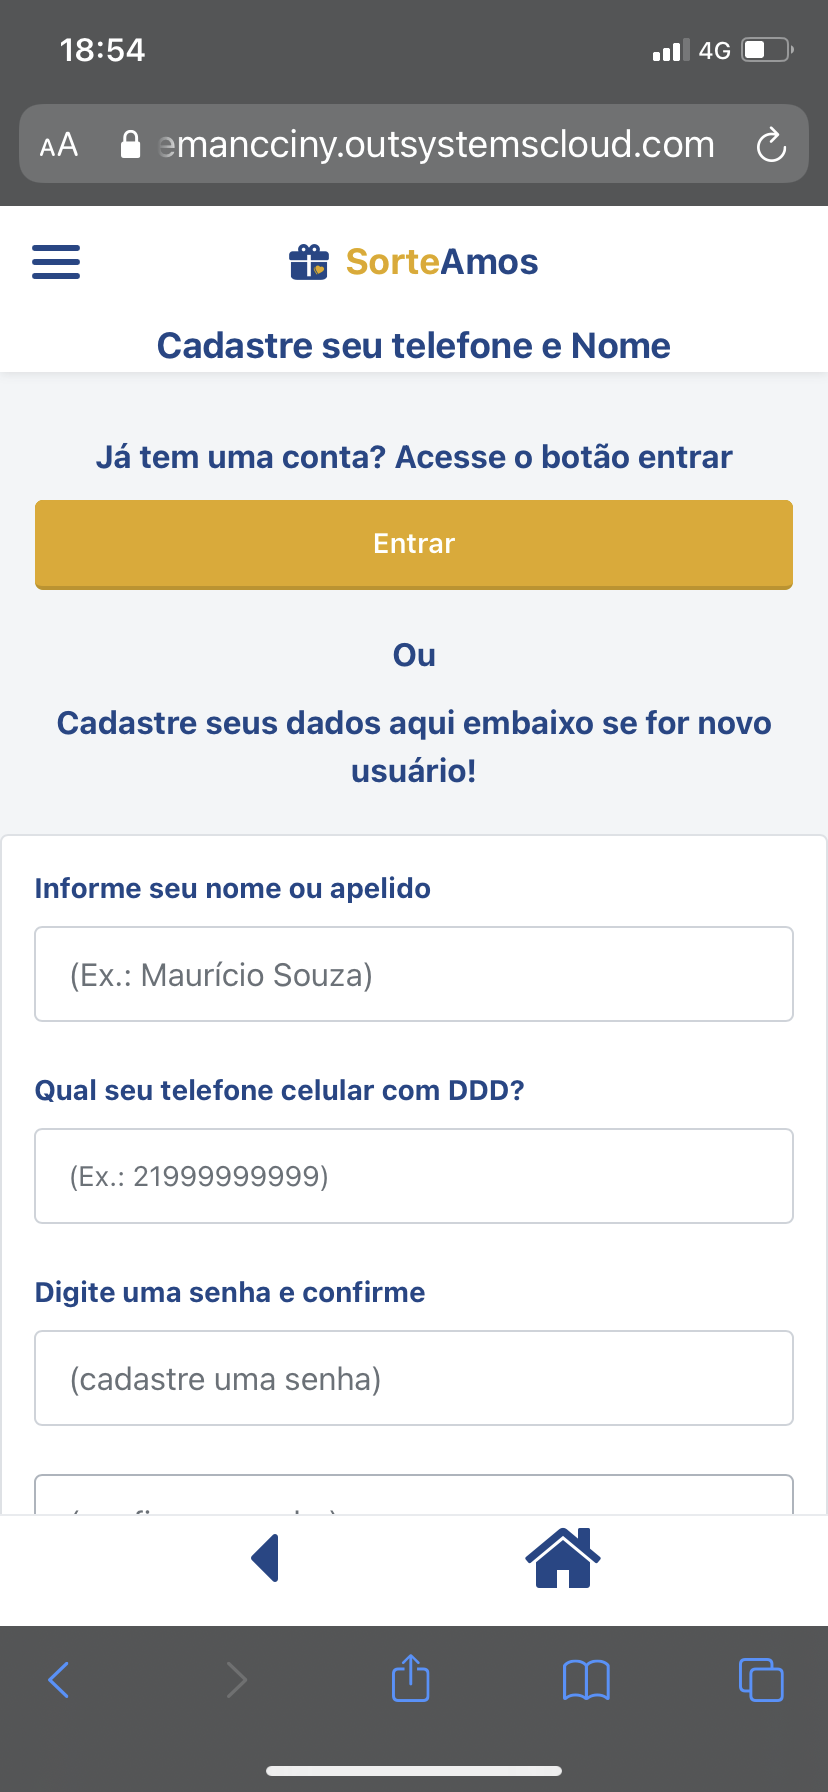 18:54
4G
AA
emancciny.outsystemscloud.com
SorteAmos
Cadastre seu telefone e Nome
Já tem uma conta? Acesse o botão entrar
Entrar
Ou
Cadastre seus dados aqui embaixo se for novo
usuário!
Informe seu nome ou apelido
(Ex.: Maurício Souza)
Qual seu telefone celular com DDD?
(Ex.: 21999999999)
Digite uma senha e confirme
(cadastre uma senha)